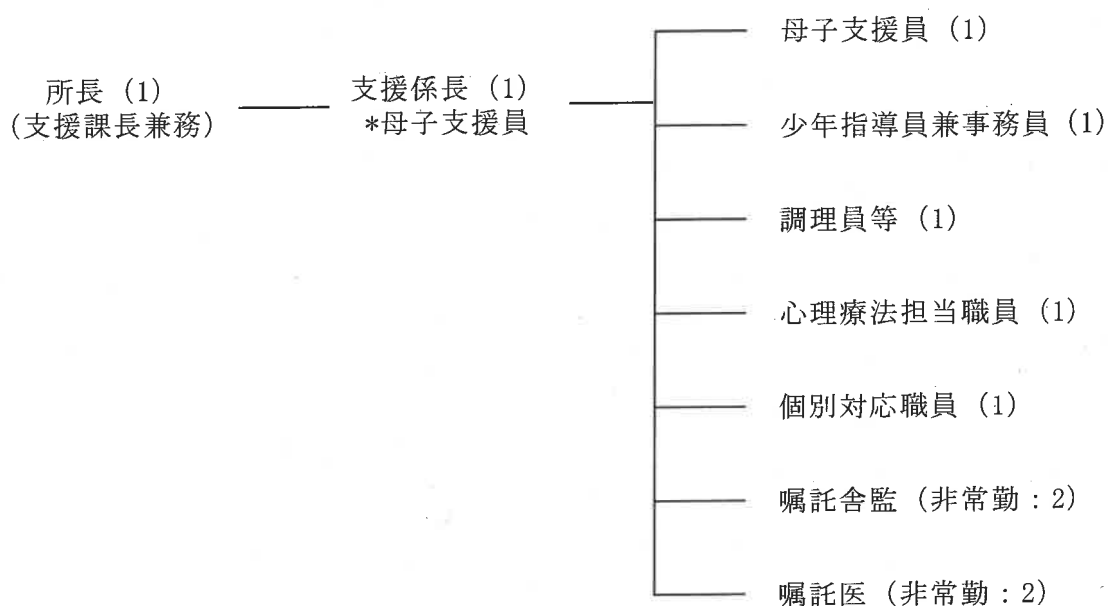 所長 (1)
(支援課長兼務)
支援係長 (1)
*母子支援員
母子支援員 (1)
少年指導員兼事務員 (1)
調理員等 (1)
心理療法担当職員 (1)
個別対応職員 (1)
嘱託舎監 (非常勤:2)
嘱託医 (非常勤:2)